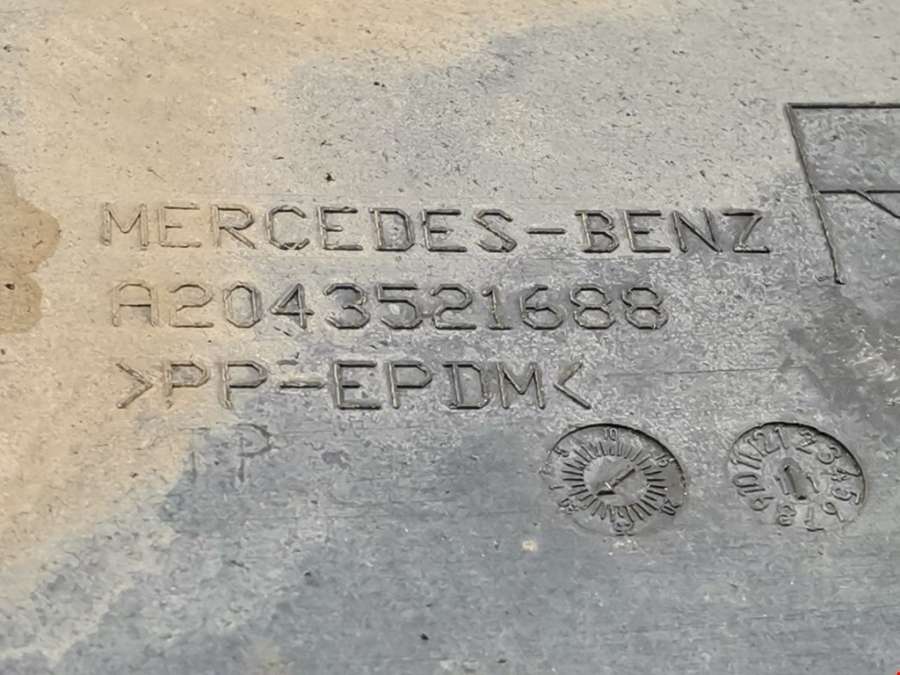 MERCEDES-BENZ
A2043521688
>PP-EPDM<